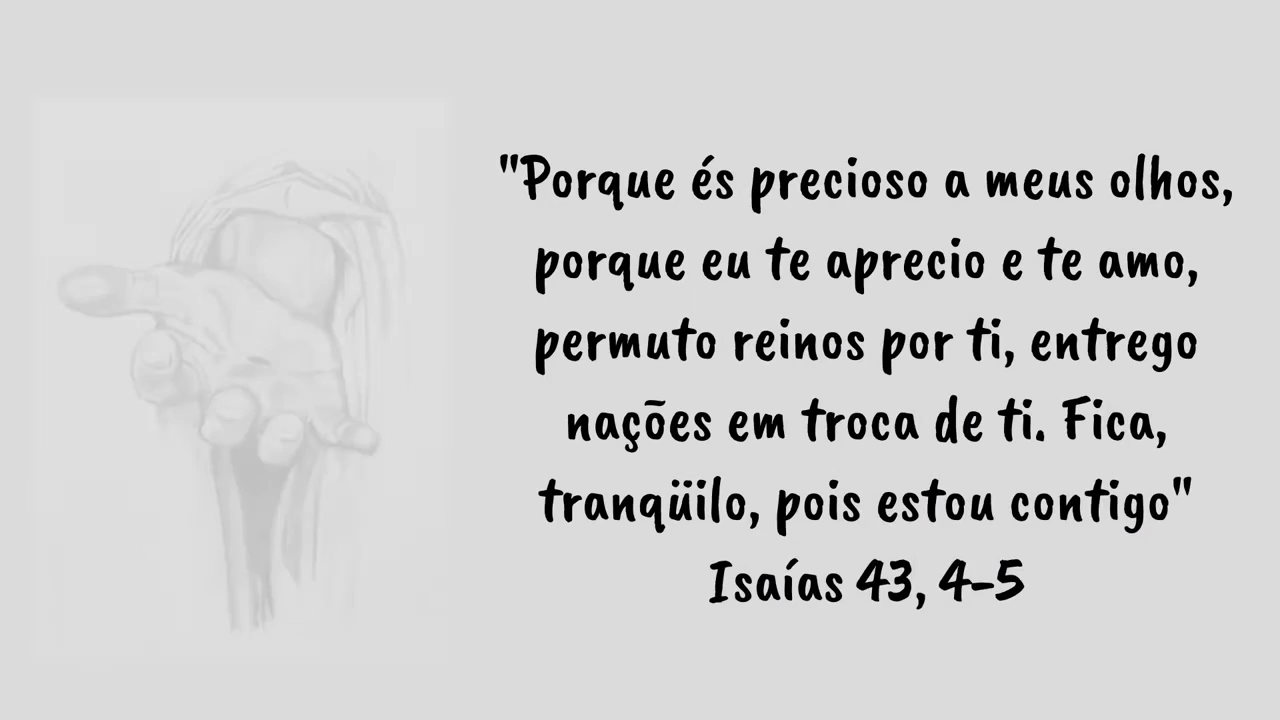 "Porque és precioso a meus olhos,
porque eu te aprecio e te amo,
permuto reinos por ti, entrego
nações em troca de ti. Fica,
tranqüilo, pois estou contigo"
Isaías 43, 4-5